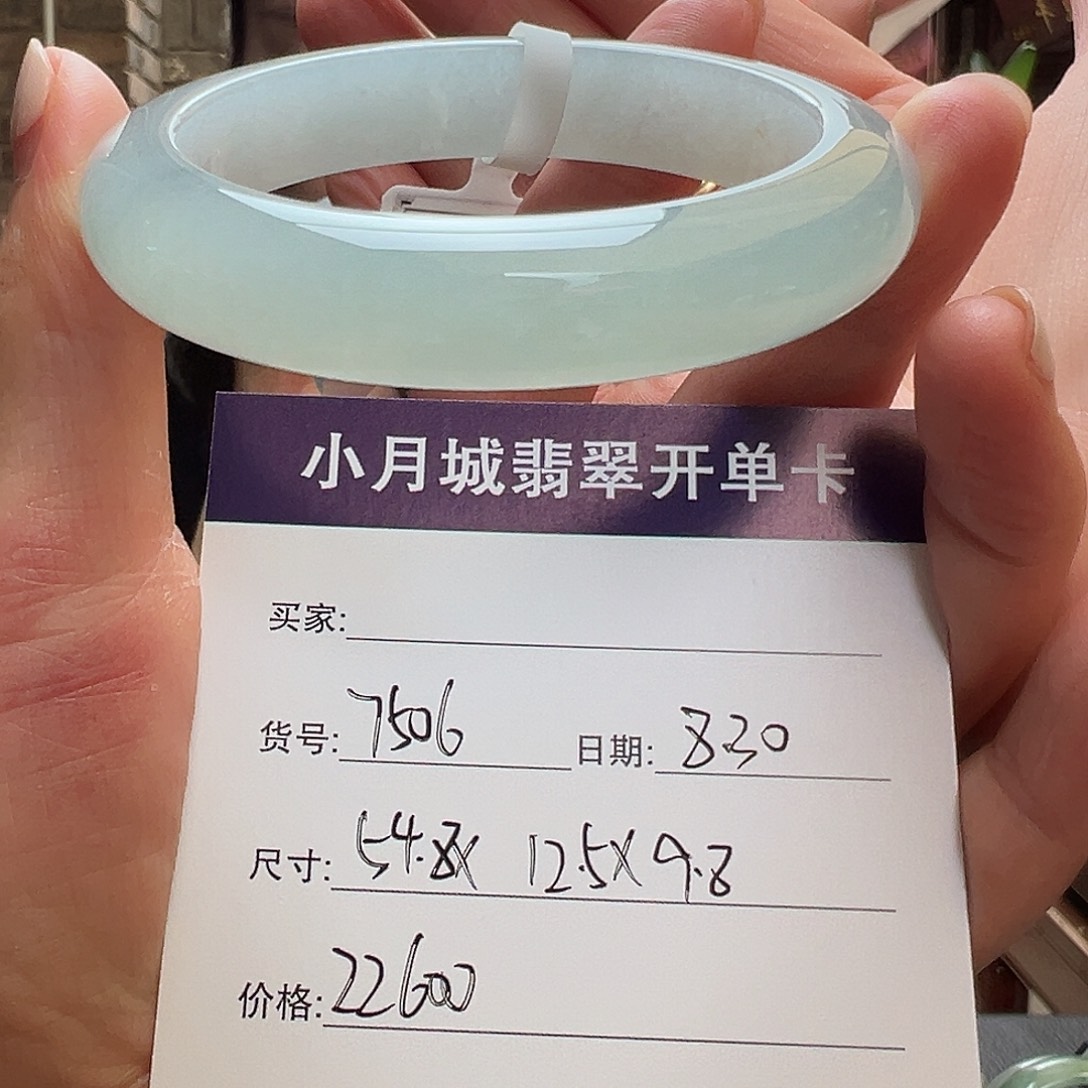 小月城翡翠开单卡
买家:
货号: 7506 日期: 830
尺寸: 54.8x 12.5x9.8
价格: 22600